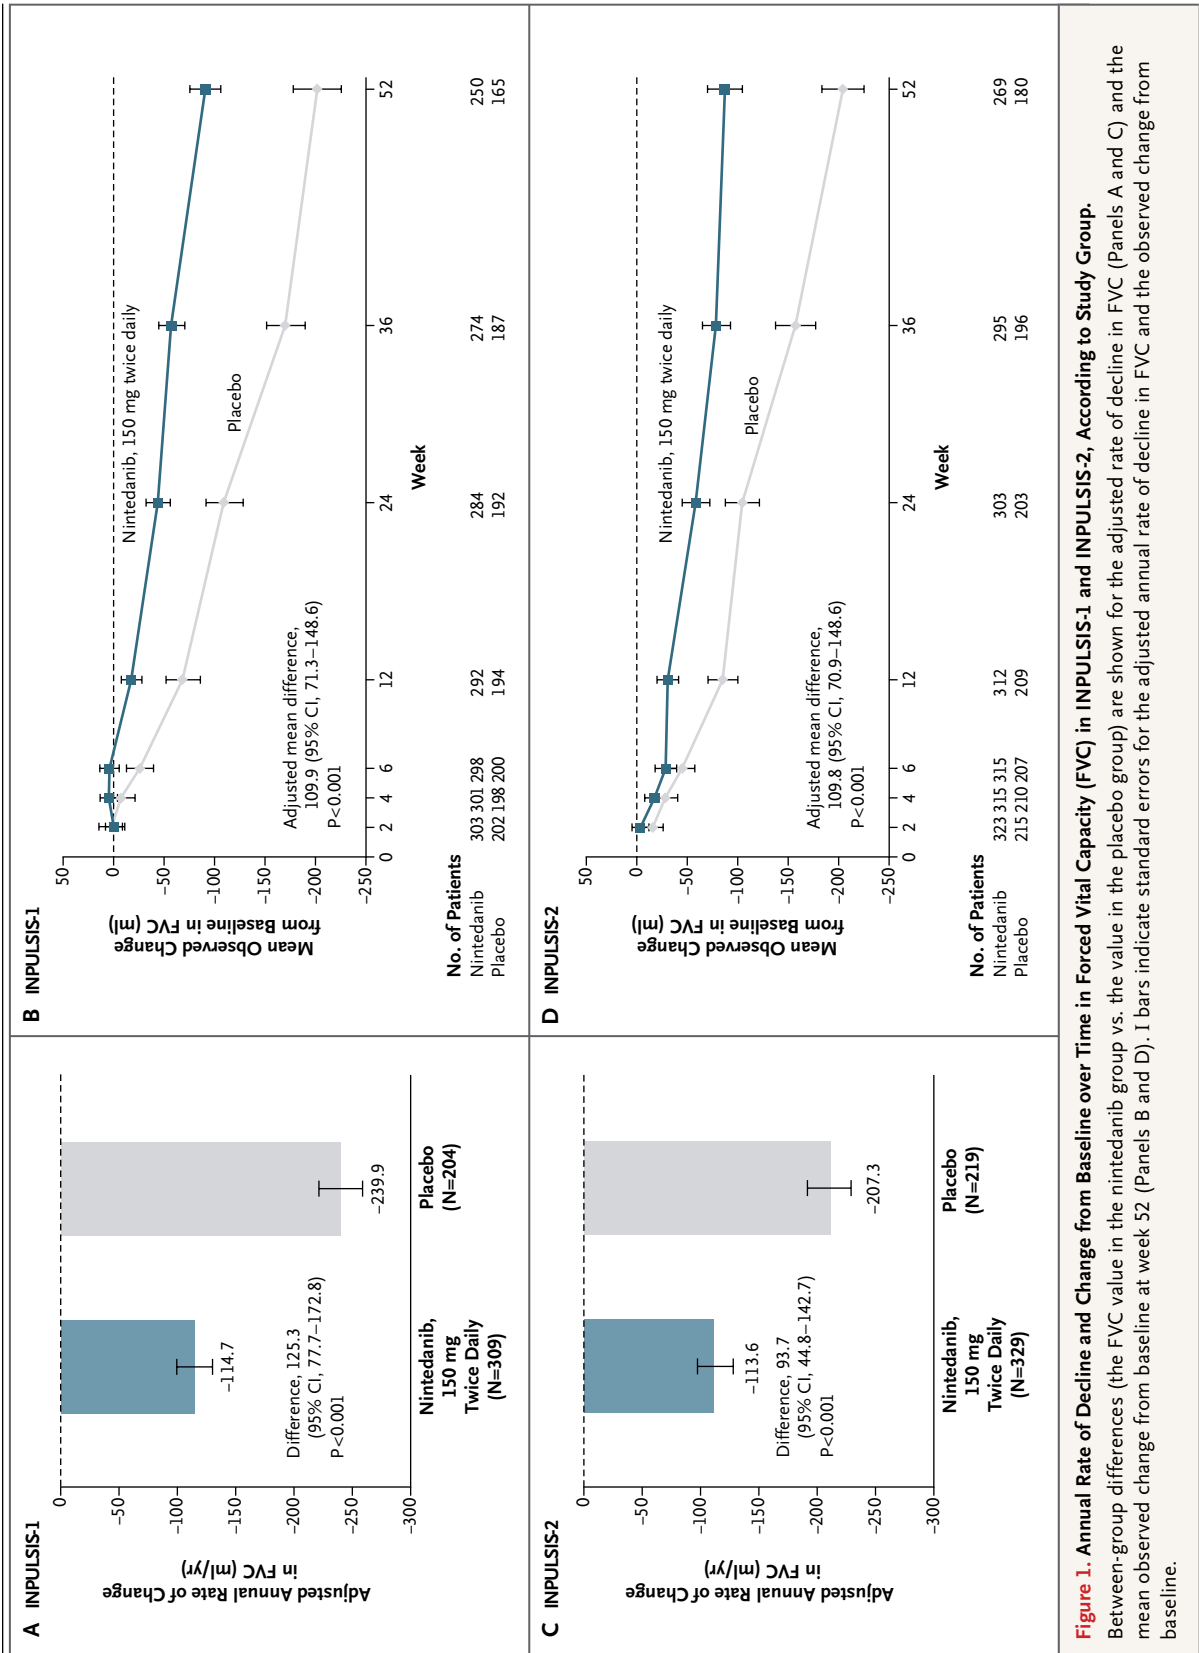 A INPULSIS-1
Adjusted Annual Rate of Change
in FVC (ml/yr)
0
−50
−100
−150
−200
−250
−300
−114.7
−239.9
Difference, 125.3
(95% CI, 77.7–172.8)
P<0.001
Nintedanib,
150 mg
Twice Daily
(N=309)
Placebo
(N=204)
B INPULSIS-1
Mean Observed Change
from Baseline in FVC (ml)
50
0
−50
−100
−150
−200
−250
Nintedanib, 150 mg twice daily
Placebo
Adjusted mean difference,
109.9 (95% CI, 71.3–148.6)
P<0.001
0 2 4 6 12 24 36 52
Week
No. of Patients
Nintedanib 303 301 298 292 284 274 250
Placebo 202 198 200 194 192 187 165
C INPULSIS-2
Adjusted Annual Rate of Change
in FVC (ml/yr)
0
−50
−100
−150
−200
−250
−300
−113.6
−207.3
Difference, 93.7
(95% CI, 44.8–142.7)
P<0.001
Nintedanib,
150 mg
Twice Daily
(N=329)
Placebo
(N=219)
D INPULSIS-2
Mean Observed Change
from Baseline in FVC (ml)
50
0
−50
−100
−150
−200
−250
Nintedanib, 150 mg twice daily
Placebo
Adjusted mean difference,
109.8 (95% CI, 70.9–148.6)
P<0.001
0 2 4 6 12 24 36 52
Week
No. of Patients
Nintedanib 323 315 315 312 303 295 269
Placebo 215 210 207 209 203 196 180
Figure 1. Annual Rate of Decline and Change from Baseline over Time in Forced Vital Capacity (FVC) in INPULSIS-1 and INPULSIS-2, According to Study Group.
Between-group differences (the FVC value in the nintedanib group vs. the value in the placebo group) are shown for the adjusted rate of decline in FVC (Panels A and C) and the
mean observed change from baseline at week 52 (Panels B and D). I bars indicate standard errors for the adjusted annual rate of decline in FVC and the observed change from
baseline.